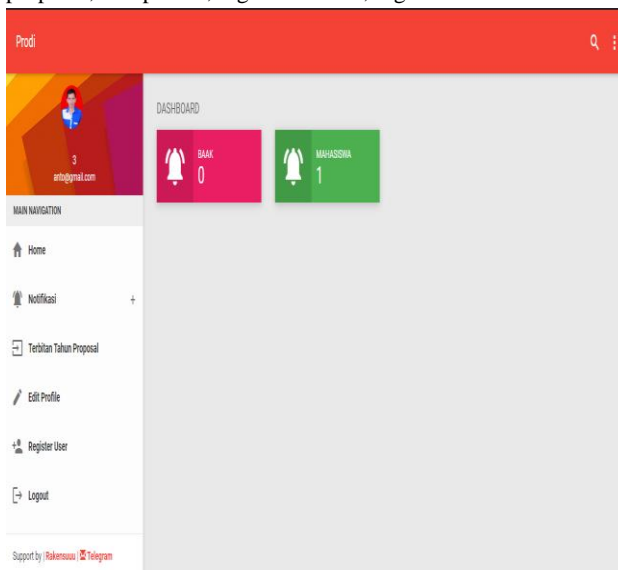 Prodi
3
anto@gmail.com
MAIN NAVIGATION
Home
Notifikasi +
Terbitan Tahun Proposal
Edit Profile
Register User
Logout
Support by | Rakensuuu | Telegram
DASHBOARD
BAAK
0
MAHASISWA
1